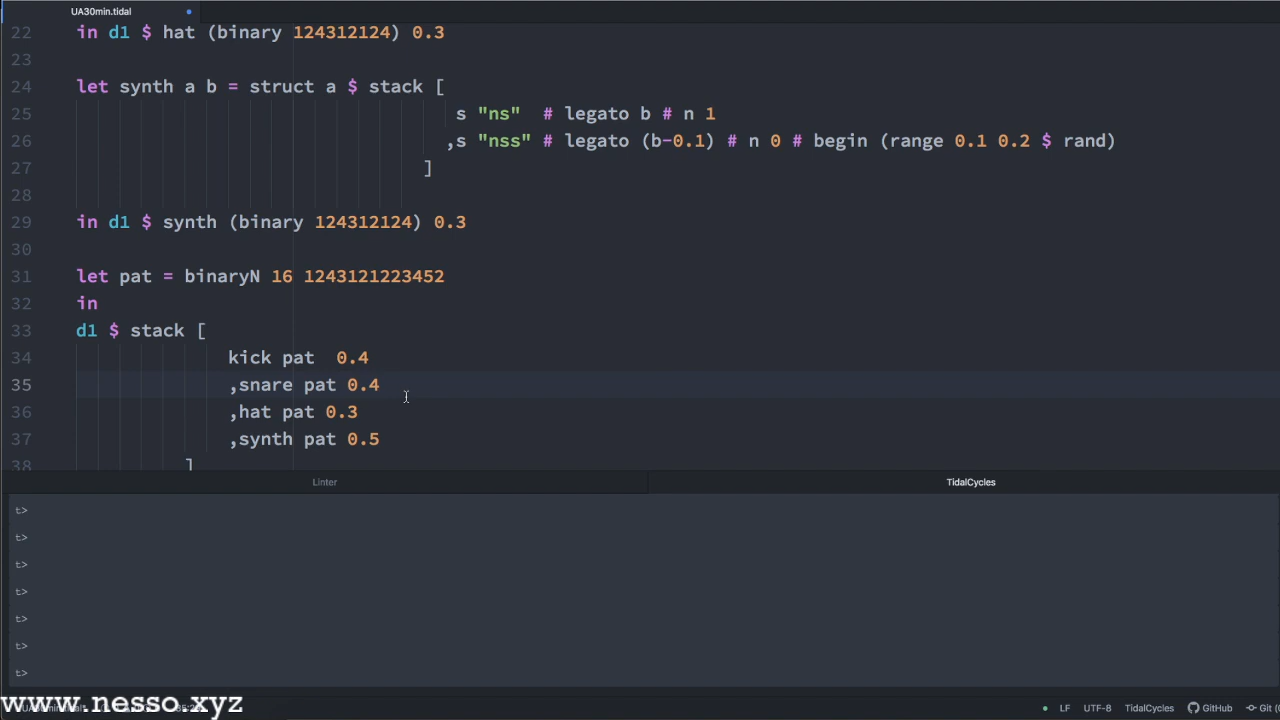 UA30min.tidal
22 in d1 $ hat (binary 124312124) 0.3
23
24 let synth a b = struct a $ stack [
25 s "ns" # legato b # n 1
26 ,s "nss" # legato (b-0.1) # n 0 # begin (range 0.1 0.2 $ rand)
27 ]
28
29 in d1 $ synth (binary 124312124) 0.3
30
31 let pat = binaryN 16 1243121223452
32 in
33 d1 $ stack [
34 kick pat 0.4
35 ,snare pat 0.4
36 ,hat pat 0.3
37 ,synth pat 0.5
38 ]
Linter TidalCycles
t>
t>
t>
t>
t>
t>
t>
www.nesso.xyz
LF UTF-8 TidalCycles GitHub Git (